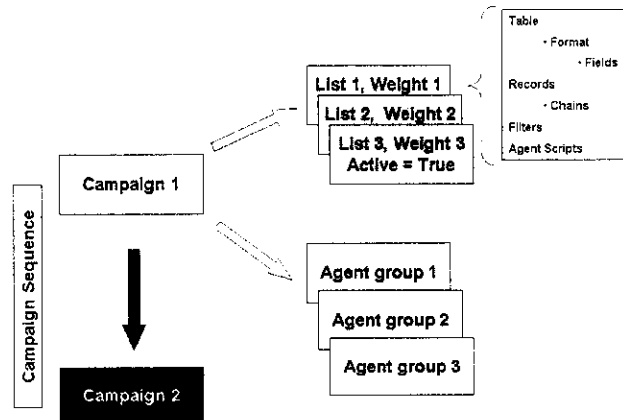 Table
• Format
• Fields
Records
• Chains
Filters
Agent Scripts
List 1, Weight 1
List 2, Weight 2
List 3, Weight 3
Active = True
Campaign 1
Campaign Sequence
Agent group 1
Agent group 2
Agent group 3
Campaign 2